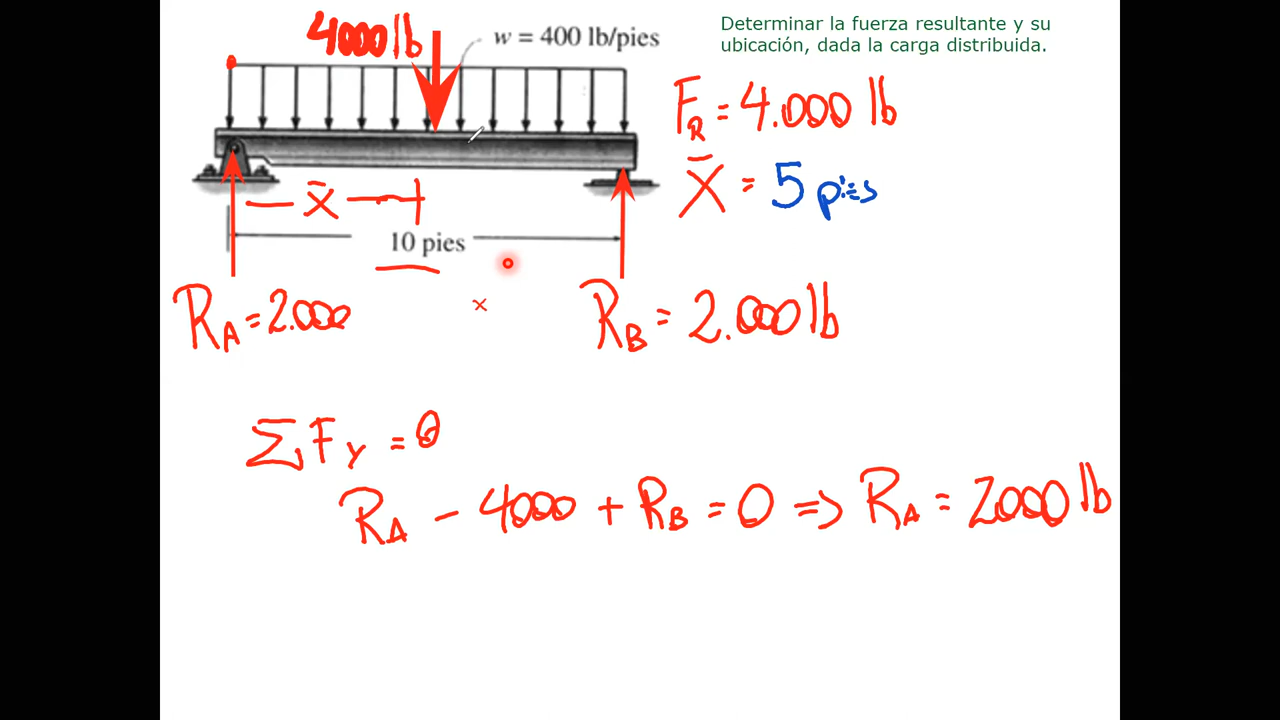 Determinar la fuerza resultante y su
ubicación, dada la carga distribuida.
4000 lb
w = 400 lb/pies
F_R = 4.000 lb
X̄ = 5 pies
X̄
10 pies
R_A = 2.000
x
R_B = 2.000 lb
Σ F_Y = 0
R_A - 4000 + R_B = 0 ⇒ R_A = 2000 lb